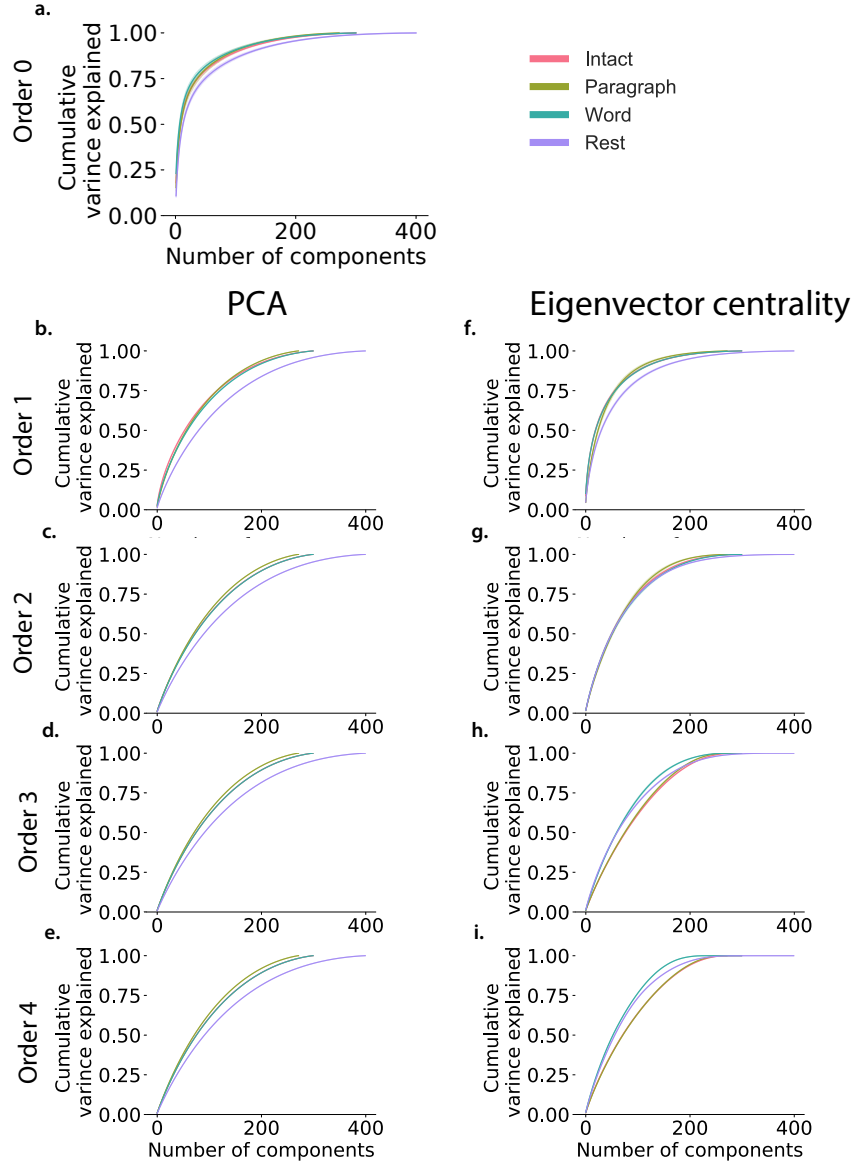 a.
Order 0
Cumulative
varince explained
1.00
0.75
0.50
0.25
0.00
0
200
400
Number of components
Intact
Paragraph
Word
Rest
PCA
Eigenvector centrality
b.
Order 1
Cumulative
varince explained
1.00
0.75
0.50
0.25
0.00
0
200
400
f.
Cumulative
varince explained
1.00
0.75
0.50
0.25
0.00
0
200
400
c.
Order 2
Cumulative
varince explained
1.00
0.75
0.50
0.25
0.00
0
200
400
g.
Cumulative
varince explained
1.00
0.75
0.50
0.25
0.00
0
200
400
d.
Order 3
Cumulative
varince explained
1.00
0.75
0.50
0.25
0.00
0
200
400
h.
Cumulative
varince explained
1.00
0.75
0.50
0.25
0.00
0
200
400
e.
Order 4
Cumulative
varince explained
1.00
0.75
0.50
0.25
0.00
0
200
400
Number of components
i.
Cumulative
varince explained
1.00
0.75
0.50
0.25
0.00
0
200
400
Number of components